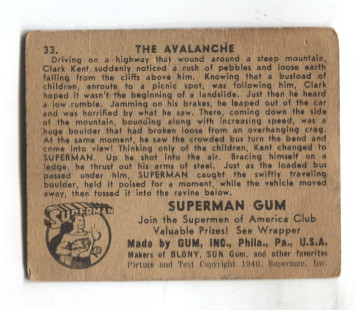 33. THE AVALANCHE
Driving on a highway that wound around a steep mountain,
Clark Kent suddenly noticed a rush of pebbles and loose earth
falling from the cliffs above him. Knowing that a busload of
children, enroute to a picnic spot, was following him, Clark
hoped it wasn't the beginning of a landslide. Just then he heard
a low rumble. Jamming on his brakes, he leaped out of the car
and was horrified by what he saw. There, coming down the side
of the mountain, bounding along with increasing speed, was a
huge boulder that had broken loose from an overhanging crag.
At the same moment, he saw the crowded bus turn the bend and
come into view! Thinking only of the children, Kent changed to
SUPERMAN. Up he shot into the air. Bracing himself on a
ledge, he thrust out his arms of steel. Just as the loaded bus
passed under him, SUPERMAN caught the swiftly traveling
boulder, held it poised for a moment, while the vehicle moved
away, then tossed it into the ravine below.
SUPERMAN
SUPERMAN GUM
Join the Supermen of America Club
Valuable Prizes! See Wrapper
Made by GUM, INC., Phila., Pa., U.S.A.
Makers of BLONY, SUN Gum, and other favorites
Picture and Text Copyright 1940, Superman, Inc.